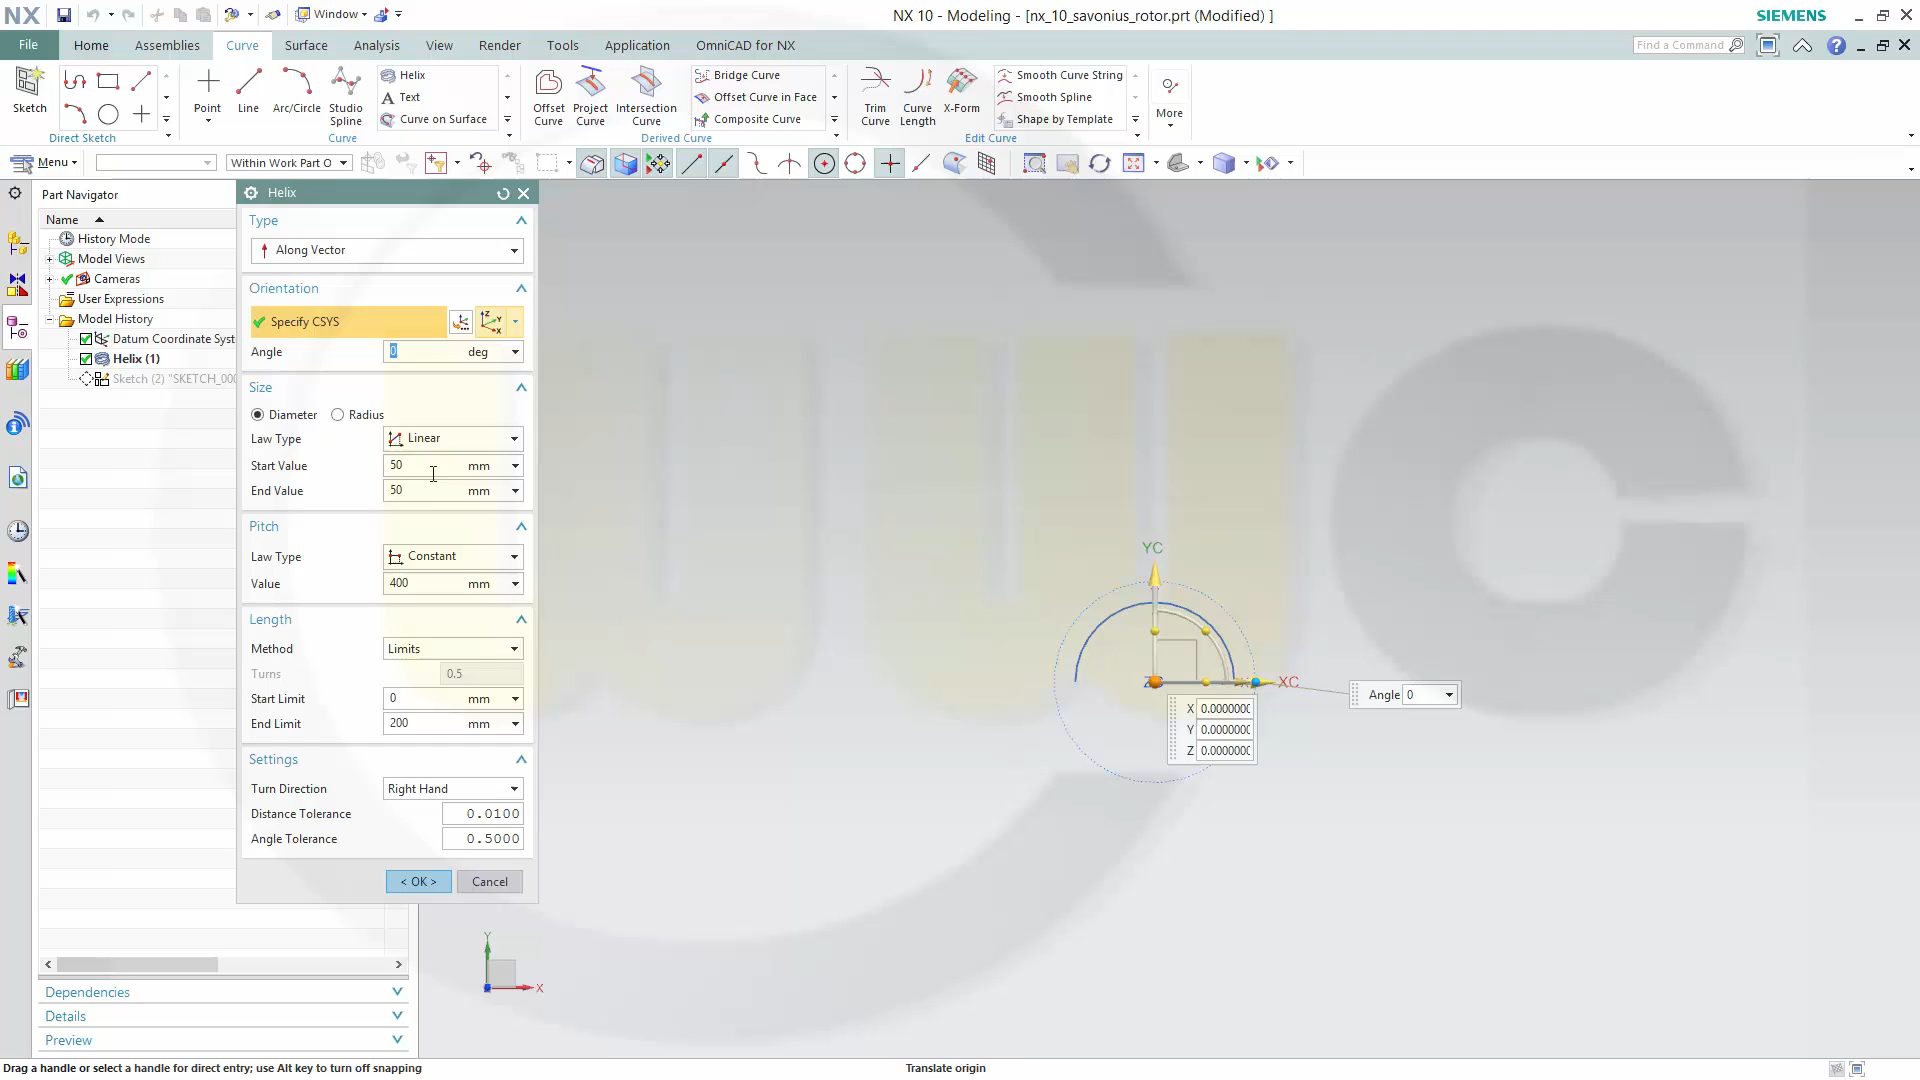 NX
Window
NX 10 - Modeling - [nx_10_savonius_rotor.prt (Modified) ]
SIEMENS
File
Home
Assemblies
Curve
Surface
Analysis
View
Render
Tools
Application
OmniCAD for NX
Find a Command
Sketch
Direct Sketch
Point
Line
Arc/Circle
Studio
Spline
Helix
Text
Curve on Surface
Curve
Offset
Curve
Project
Curve
Intersection
Curve
Bridge Curve
Offset Curve in Face
Composite Curve
Derived Curve
Trim
Curve
Curve
Length
X-Form
Smooth Curve String
Smooth Spline
Shape by Template
Edit Curve
More
Menu
Within Work Part O
Part Navigator
Name
History Mode
Model Views
Cameras
User Expressions
Model History
Datum Coordinate Syst
Helix (1)
Sketch (2) "SKETCH_000
Helix
Type
Along Vector
Orientation
Specify CSYS
Angle
0
deg
Size
Diameter
Radius
Law Type
Linear
Start Value
50
mm
End Value
50
mm
Pitch
Law Type
Constant
Value
400
mm
Length
Method
Limits
Turns
0.5
Start Limit
0
mm
End Limit
200
mm
Settings
Turn Direction
Right Hand
Distance Tolerance
0.0100
Angle Tolerance
0.5000
< OK >
Cancel
YC
XC
Angle 0
X 0.0000000
Y 0.0000000
Z 0.0000000
Y
X
Dependencies
Details
Preview
Drag a handle or select a handle for direct entry; use Alt key to turn off snapping
Translate origin